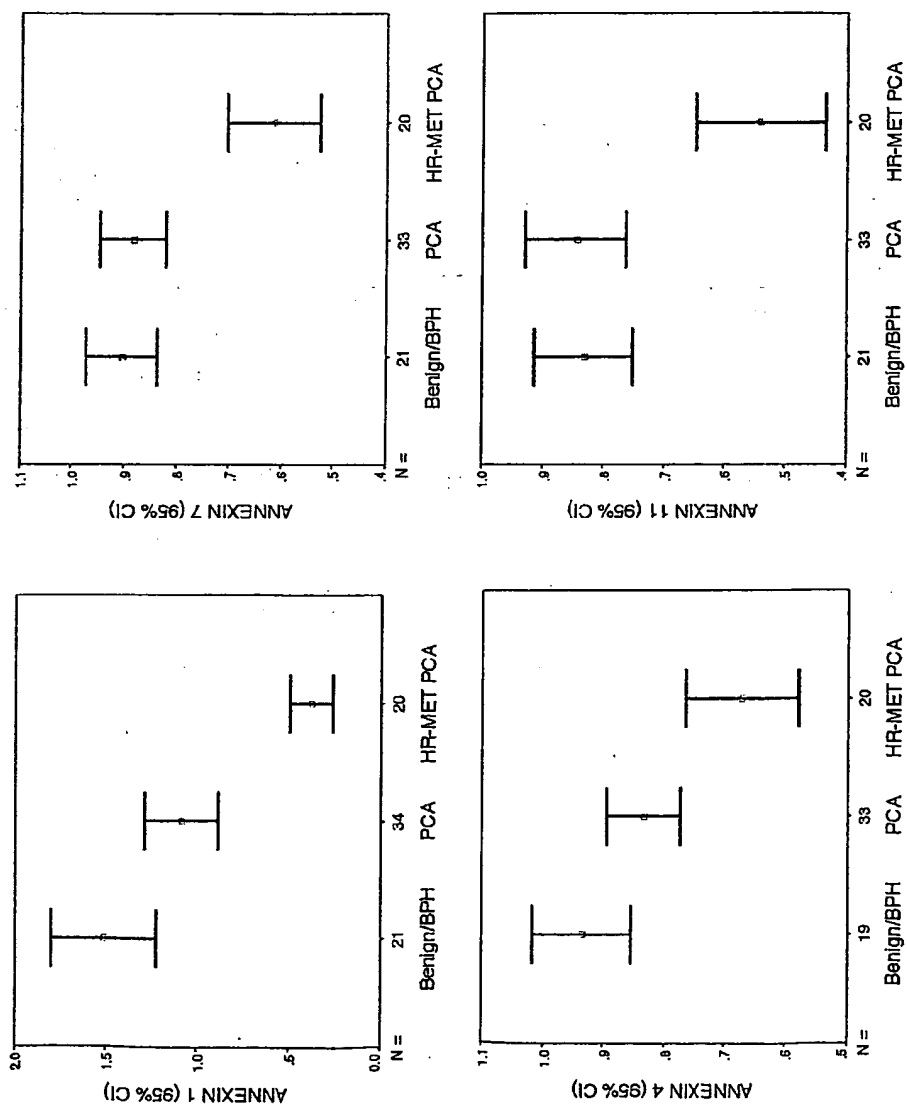 ANNEXIN 1 (95% CI)
2.0
1.5
1.0
.5
0.0
N =
21
34
20
Benign/BPH
PCA
HR-MET PCA
ANNEXIN 7 (95% CI)
1.1
1.0
.9
.8
.7
.6
.5
.4
N =
21
33
20
Benign/BPH
PCA
HR-MET PCA
ANNEXIN 4 (95% CI)
1.1
1.0
.9
.8
.7
.6
.5
N =
19
33
20
Benign/BPH
PCA
HR-MET PCA
ANNEXIN 11 (95% CI)
1.0
.9
.8
.7
.6
.5
.4
N =
21
33
20
Benign/BPH
PCA
HR-MET PCA